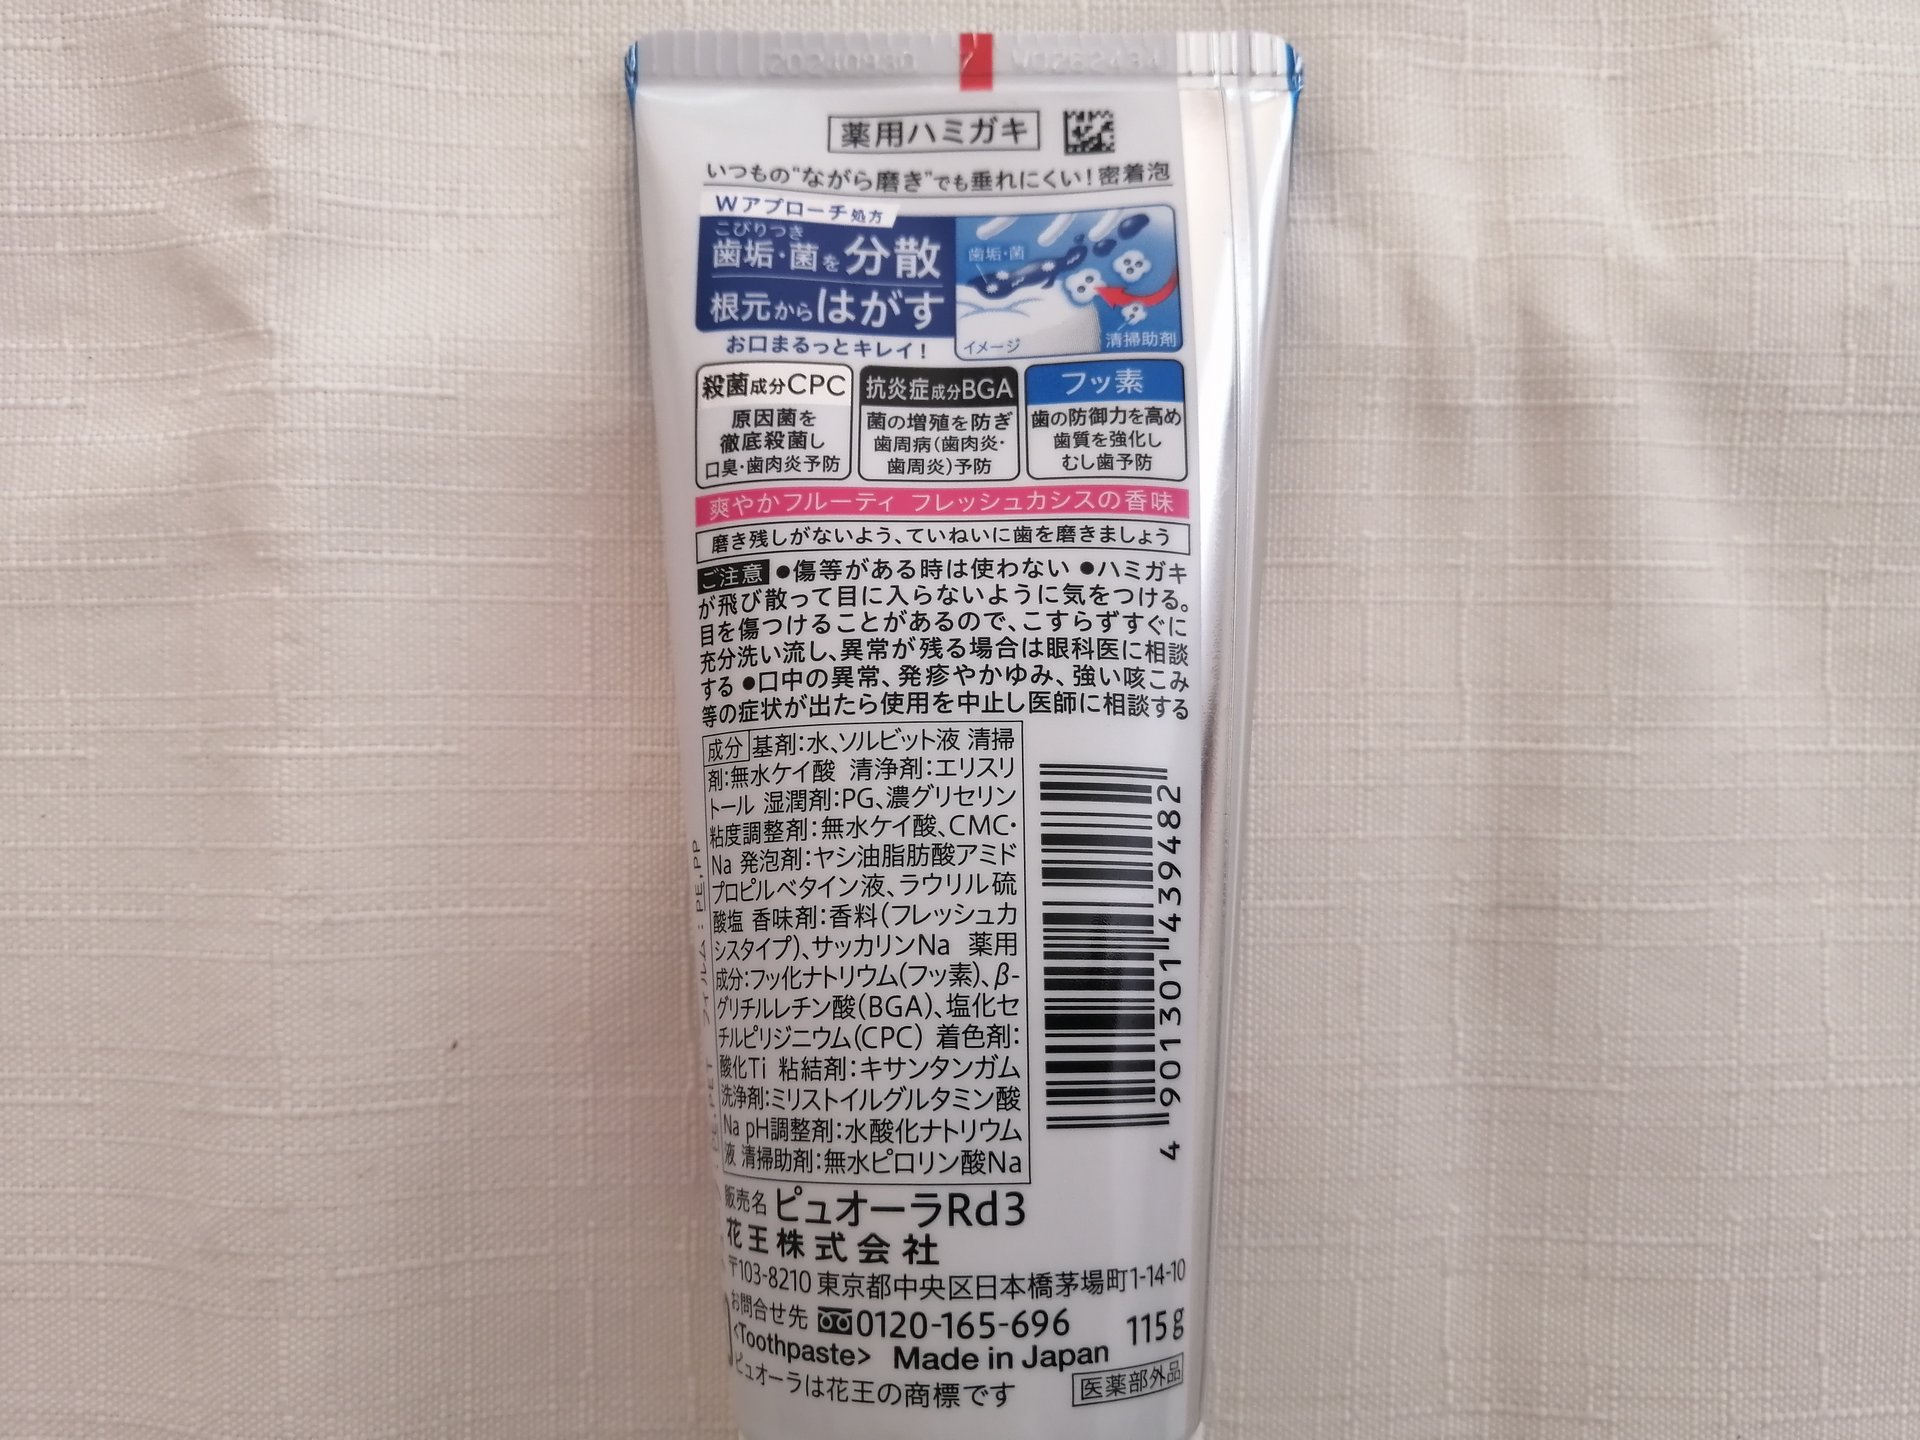 20240930
薬用ハミガキ
いつもの"ながら磨き"でも垂れにくい!密着泡
Wアプローチ処方
こびりつき
歯垢・菌を分散
根元からはがす
お口まるっとキレイ!
歯垢・菌
清掃助剤
イメージ
殺菌成分CPC
原因菌を
徹底殺菌し
口臭・歯肉炎予防
抗炎症成分BGA
菌の増殖を防ぎ
歯周病(歯肉炎・
歯周炎)予防
フッ素
歯の防御力を高め
歯質を強化し
むし歯予防
爽やかフルーティ フレッシュカシスの香味
磨き残しがないよう、ていねいに歯を磨きましょう
ご注意 ●傷等がある時は使わない ●ハミガキ
が飛び散って目に入らないように気をつける。
目を傷つけることがあるので、こすらずすぐに
充分洗い流し、異常が残る場合は眼科医に相談
する ●口中の異常、発疹やかゆみ、強い咳こみ
等の症状が出たら使用を中止し医師に相談する
成分 基剤:水、ソルビット液 清掃
剤:無水ケイ酸 清浄剤:エリスリ
トール 湿潤剤:PG、濃グリセリン
粘度調整剤:無水ケイ酸、CMC・
Na 発泡剤:ヤシ油脂肪酸アミド
プロピルベタイン液、ラウリル硫
酸塩 香味剤:香料(フレッシュカ
シスタイプ)、サッカリンNa 薬用
成分:フッ化ナトリウム(フッ素)、β-
グリチルレチン酸(BGA)、塩化セ
チルピリジニウム(CPC) 着色剤:
酸化Ti 粘結剤:キサンタンガム
洗浄剤:ミリストイルグルタミン酸
Na pH調整剤:水酸化ナトリウム
液 清掃助剤:無水ピロリン酸Na
4 901301 439482
フィルム:PE,PP
販売名 ピュオーラRd3
花王株式会社
〒103-8210 東京都中央区日本橋茅場町1-14-10
お問合せ先 0120-165-696 115g
<Toothpaste> Made in Japan
ピュオーラは花王の商標です
医薬部外品